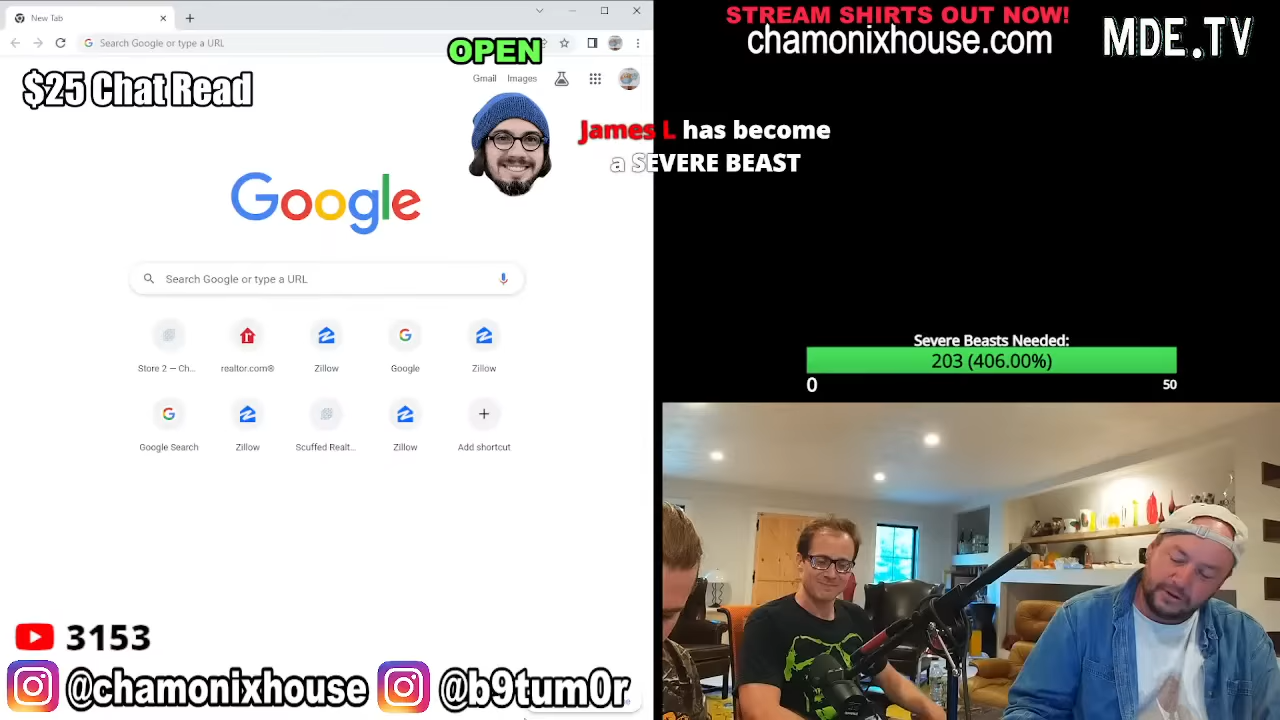 New Tab
Search Google or type a URL
OPEN
Gmail Images
$25 Chat Read
STREAM SHIRTS OUT NOW!
chamonixhouse.com
MDE.TV
James L has become
a SEVERE BEAST
Google
Search Google or type a URL
Store 2 — Ch...
realtor.com®
Zillow
Google
Zillow
Google Search
Zillow
Scuffed Realt...
Zillow
Add shortcut
Severe Beasts Needed:
203 (406.00%)
0
50
3153
@chamonixhouse
@b9tum0r